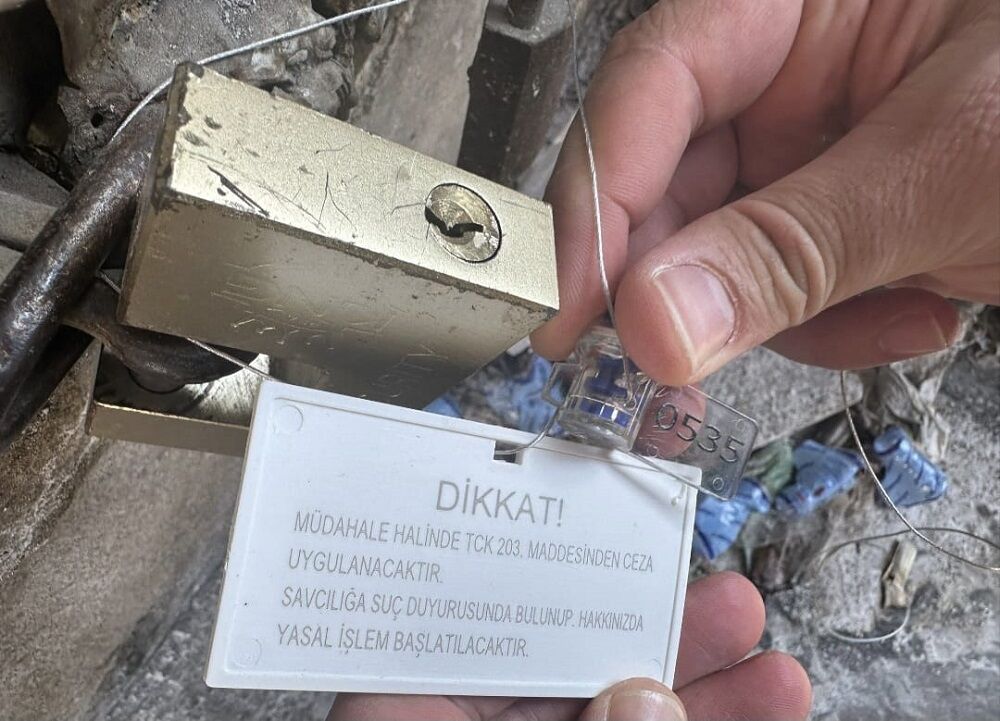 0535
DİKKAT!
MÜDAHALE HALİNDE TCK 203. MADDESİNDEN CEZA
UYGULANACAKTIR.
SAVCILIĞA SUÇ DUYURUSUNDA BULUNUP. HAKKINIZDA
YASAL İŞLEM BAŞLATILACAKTIR.